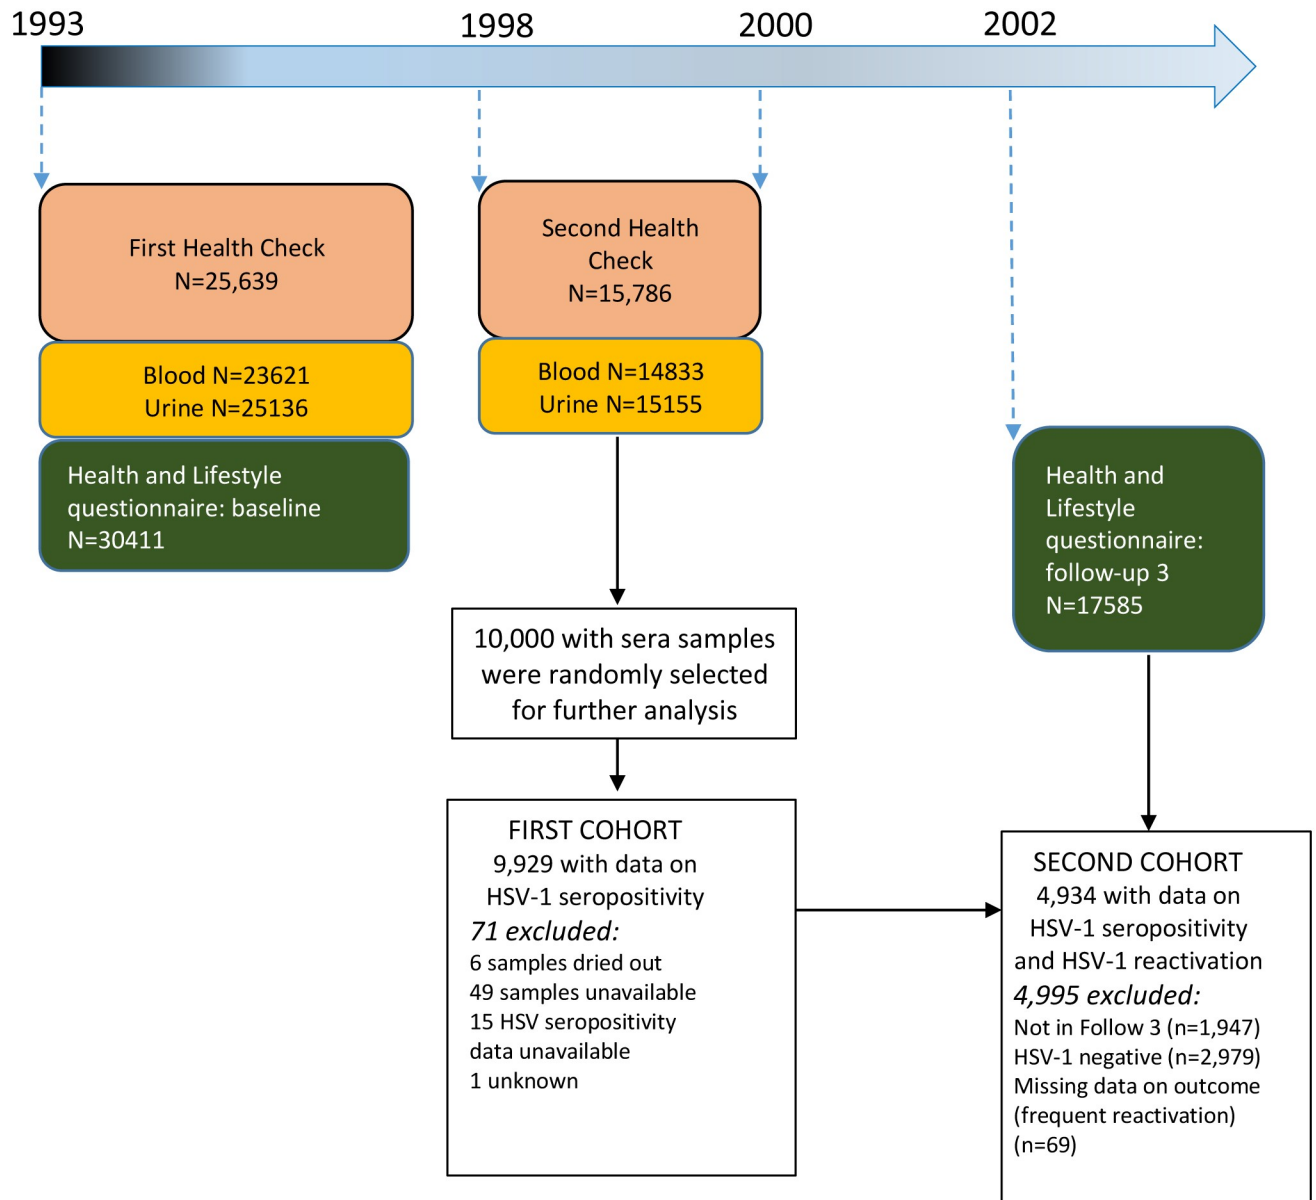 1993
1998
2000
2002
First Health Check
N=25,639
Blood N=23621
Urine N=25136
Health and Lifestyle
questionnaire: baseline
N=30411
Second Health
Check
N=15,786
Blood N=14833
Urine N=15155
Health and
Lifestyle
questionnaire:
follow-up 3
N=17585
10,000 with sera samples
were randomly selected
for further analysis
FIRST COHORT
9,929 with data on
HSV-1 seropositivity
71 excluded:
6 samples dried out
49 samples unavailable
15 HSV seropositivity
data unavailable
1 unknown
SECOND COHORT
4,934 with data on
HSV-1 seropositivity
and HSV-1 reactivation
4,995 excluded:
Not in Follow 3 (n=1,947)
HSV-1 negative (n=2,979)
Missing data on outcome
(frequent reactivation)
(n=69)